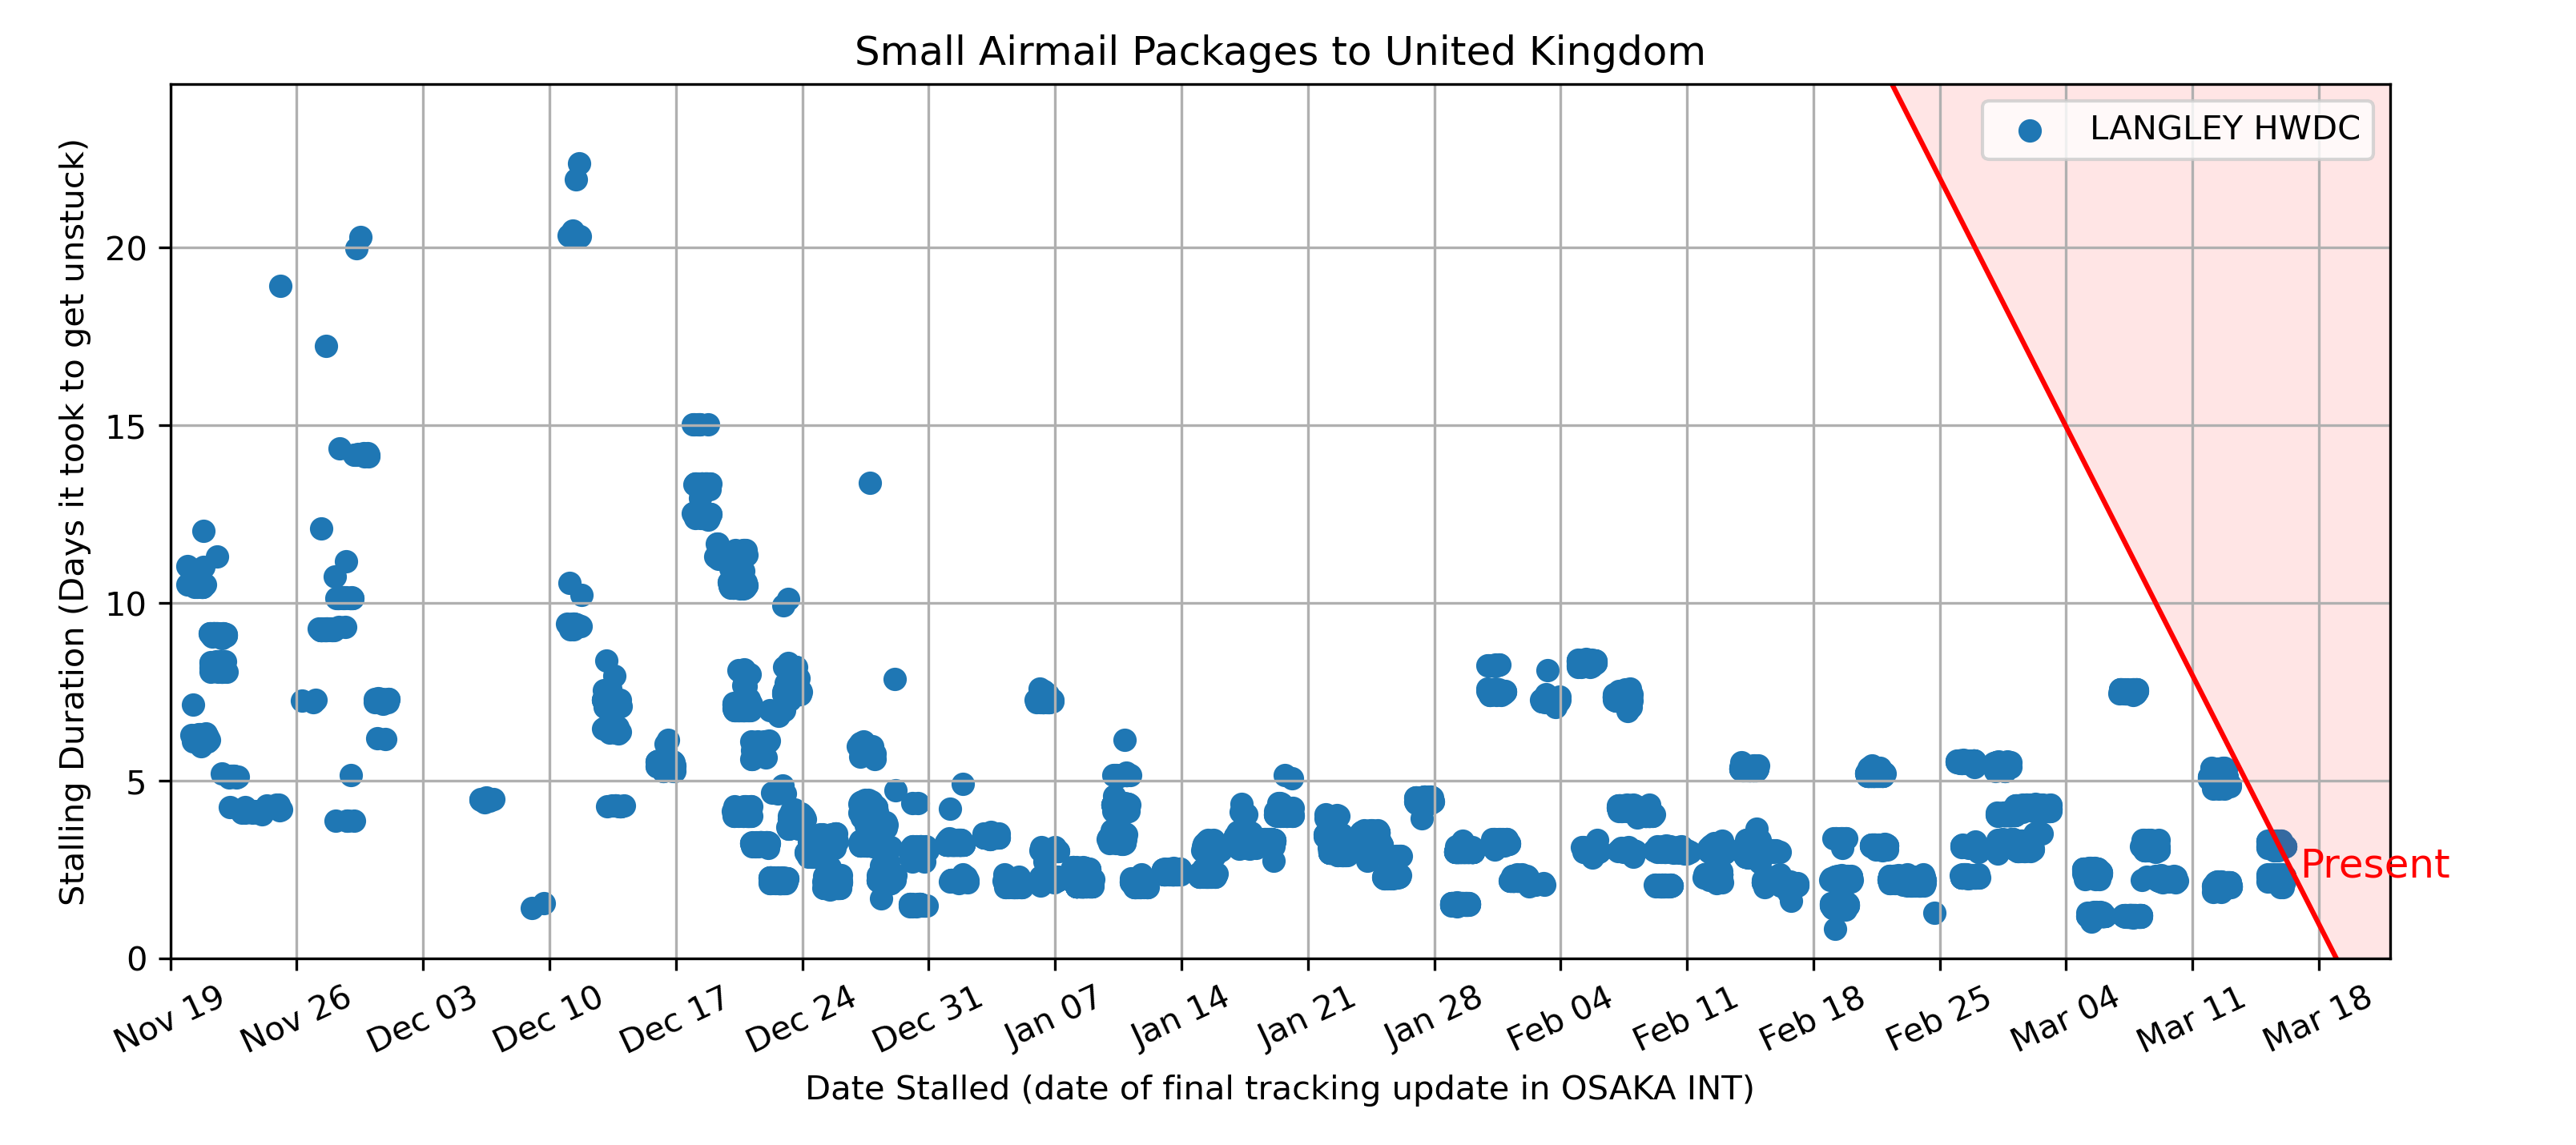 Small Airmail Packages to United Kingdom
LANGLEY HWDC
Stalling Duration (Days it took to get unstuck)
20
15
10
5
0
Present
Nov 19 Nov 26 Dec 03 Dec 10 Dec 17 Dec 24 Dec 31 Jan 07 Jan 14 Jan 21 Jan 28 Feb 04 Feb 11 Feb 18 Feb 25 Mar 04 Mar 11 Mar 18
Date Stalled (date of final tracking update in OSAKA INT)